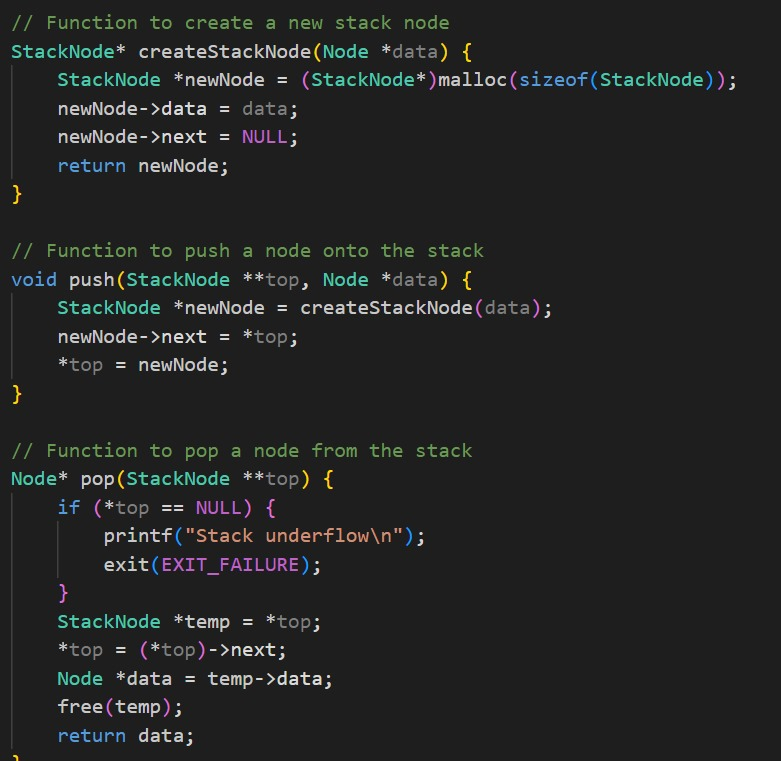 // Function to create a new stack node
StackNode* createStackNode(Node *data) {
    StackNode *newNode = (StackNode*)malloc(sizeof(StackNode));
    newNode->data = data;
    newNode->next = NULL;
    return newNode;
}

// Function to push a node onto the stack
void push(StackNode **top, Node *data) {
    StackNode *newNode = createStackNode(data);
    newNode->next = *top;
    *top = newNode;
}

// Function to pop a node from the stack
Node* pop(StackNode **top) {
    if (*top == NULL) {
        printf("Stack underflow\n");
        exit(EXIT_FAILURE);
    }
    StackNode *temp = *top;
    *top = (*top)->next;
    Node *data = temp->data;
    free(temp);
    return data;
}